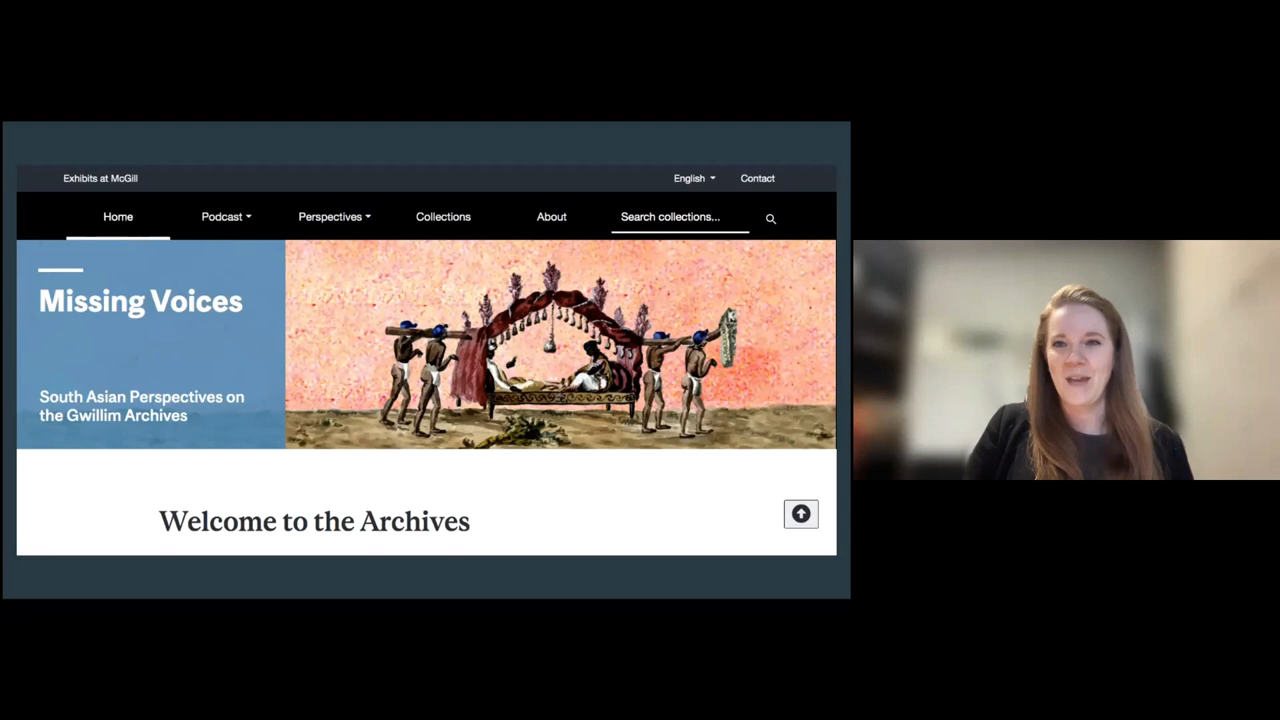 Exhibits at McGill
English
Contact
Home
Podcast
Perspectives
Collections
About
Search collections...
Missing Voices
South Asian Perspectives on
the Gwillim Archives
Welcome to the Archives